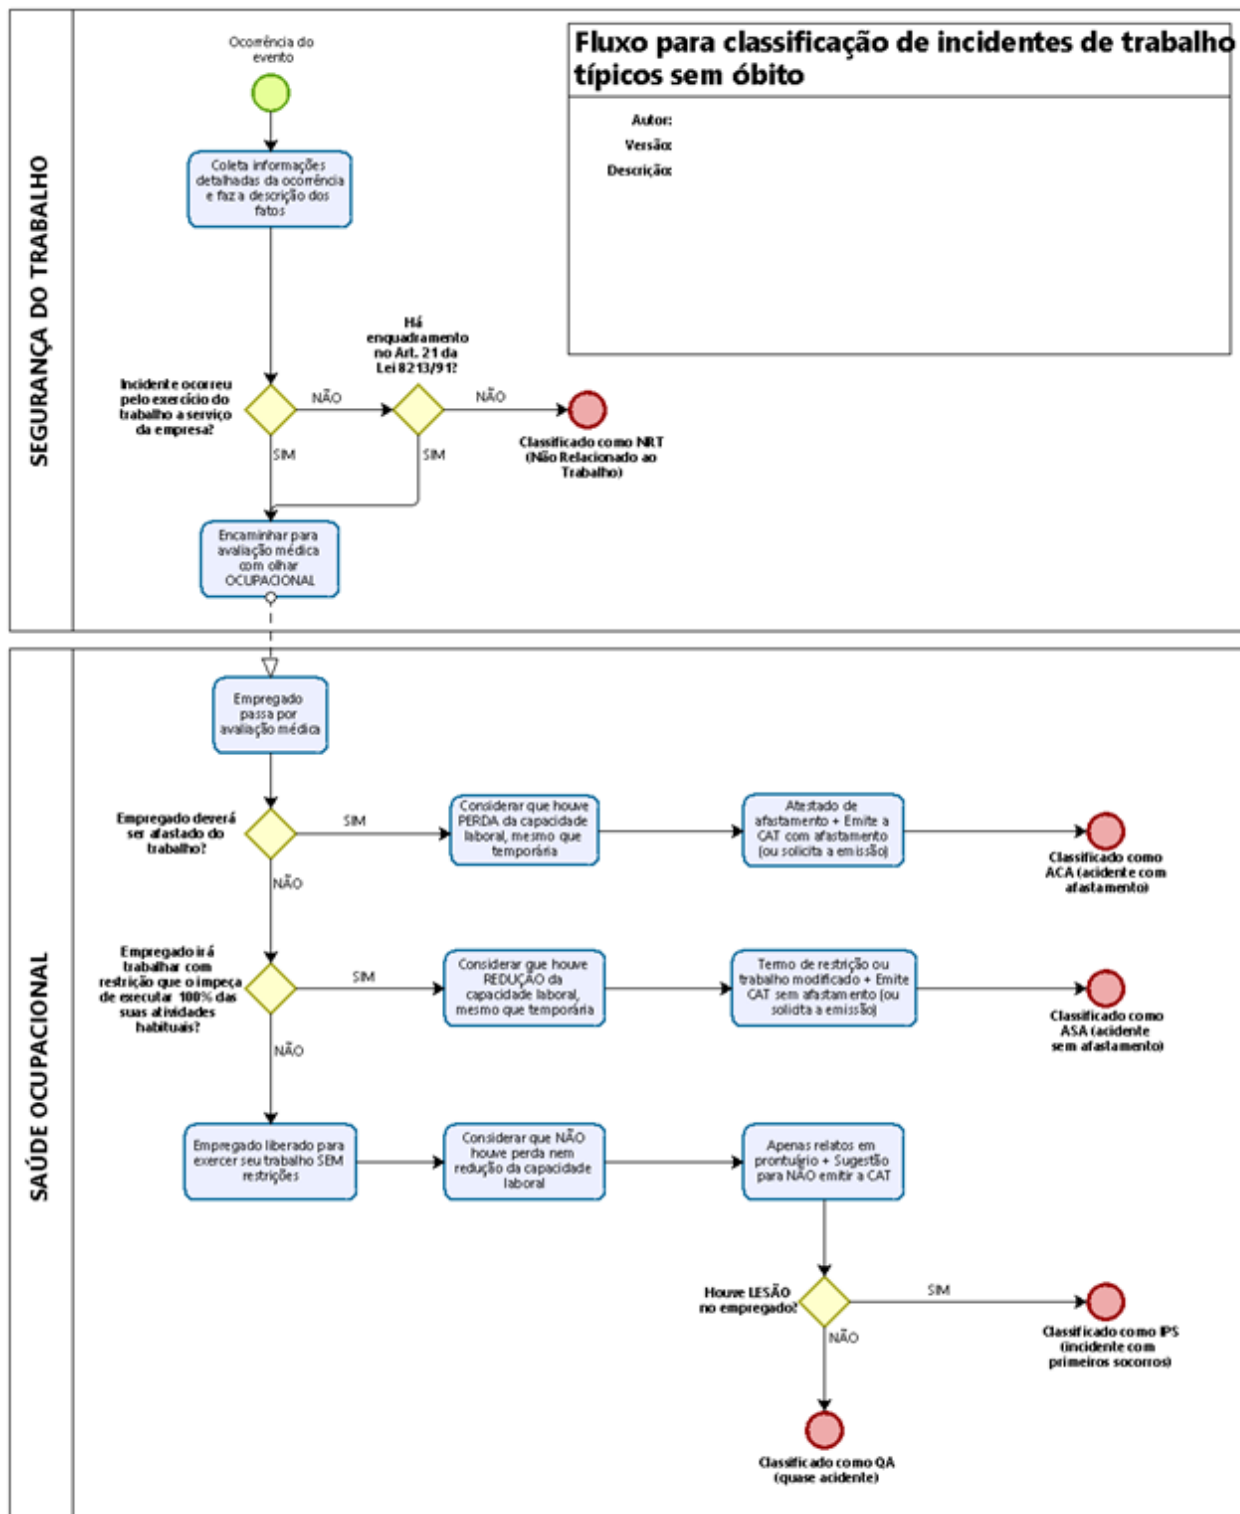 Fluxo para classificação de incidentes de trabalho
típicos sem óbito
Autor:
Versão:
Descrição:
SEGURANÇA DO TRABALHO
Ocorrência do
evento
Coleta informações
detalhadas da ocorrência
e faz a descrição dos
fatos
Incidente ocorreu
pelo exercício do
trabalho a serviço
da empresa?
NÃO
SIM
Há
enquadramento
no Art. 21 da
Lei 8213/91?
NÃO
SIM
Classificado como NRT
(Não Relacionado ao
Trabalho)
Encaminhar para
avaliação médica
com olhar
OCUPACIONAL
SAÚDE OCUPACIONAL
Empregado
passa por
avaliação médica
Empregado deverá
ser afastado do
trabalho?
SIM
NÃO
Considerar que houve
PERDA da capacidade
laboral, mesmo que
temporária
Atestado de
afastamento + Emite a
CAT com afastamento
(ou solicita a emissão)
Classificado como
ACA (acidente com
afastamento)
Empregado irá
trabalhar com
restrição que o impeça
de executar 100% das
suas atividades
habituais?
SIM
NÃO
Considerar que houve
REDUÇÃO da
capacidade laboral,
mesmo que temporária
Termo de restrição ou
trabalho modificado + Emite
CAT sem afastamento (ou
solicita a emissão)
Classificado como
ASA (acidente
sem afastamento)
Empregado liberado para
exercer seu trabalho SEM
restrições
Considerar que NÃO
houve perda nem
redução da capacidade
laboral
Apenas relatos em
prontuário + Sugestão
para NÃO emitir a CAT
Houve LESÃO
no empregado?
SIM
NÃO
Classificado como IPS
(incidente com
primeiros socorros)
Classificado como QA
(quase acidente)